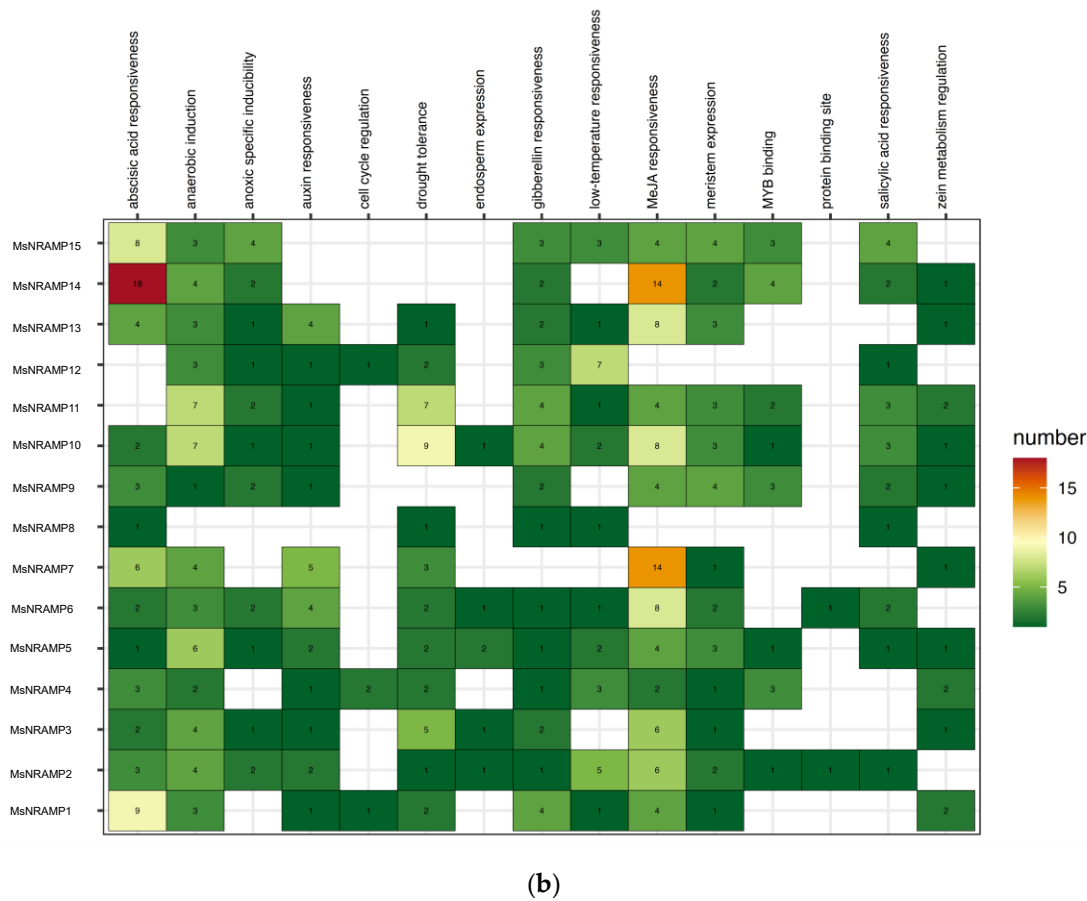 abscisic acid responsiveness
anaerobic induction
anoxic specific inducibility
auxin responsiveness
cell cycle regulation
drought tolerance
endosperm expression
gibberellin responsive
low-temperature responsive
MeJA responsiveness
meristem expression
MYB binding
protein binding site
salicylic acid responsive
zein metabolism regulation
MsNRAMP15 8 3 4 3 3 4 4 3 4
MsNRAMP14 18 4 2 2 14 2 4 2 1
MsNRAMP13 4 3 1 4 1 2 1 8 3 1
MsNRAMP12 3 1 1 1 2 3 7 1
MsNRAMP11 7 2 1 7 4 1 4 3 2 3 2
MsNRAMP10 2 7 1 1 9 1 4 2 8 3 1 3 1
MsNRAMP9 3 1 2 1 2 4 4 3 2 1
MsNRAMP8 1 1 1 1 1
MsNRAMP7 6 4 5 3 14 1 1
MsNRAMP6 2 3 2 4 2 1 1 1 8 2 1 2
MsNRAMP5 1 6 1 2 2 2 1 2 4 3 1 1 1
MsNRAMP4 3 2 1 2 2 1 3 2 1 3 2
MsNRAMP3 2 4 1 1 5 1 2 6 1 1
MsNRAMP2 3 4 2 2 1 1 1 5 6 2 1 1 1
MsNRAMP1 9 3 1 1 2 4 1 4 1 2
number
15
10
5
(b)